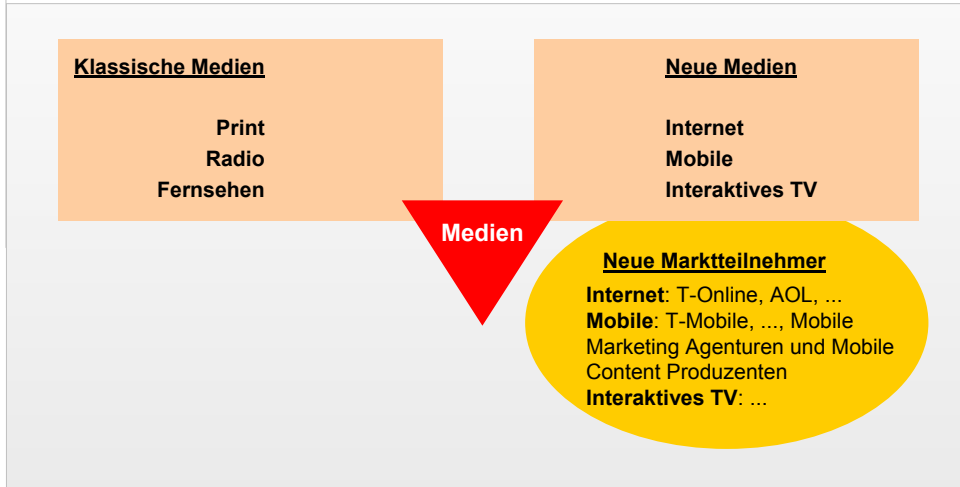 Klassische Medien
Print
Radio
Fernsehen
Neue Medien
Internet
Mobile
Interaktives TV
Medien
Neue Marktteilnehmer
Internet: T-Online, AOL, ...
Mobile: T-Mobile, ..., Mobile
Marketing Agenturen und Mobile
Content Produzenten
Interaktives TV: ...